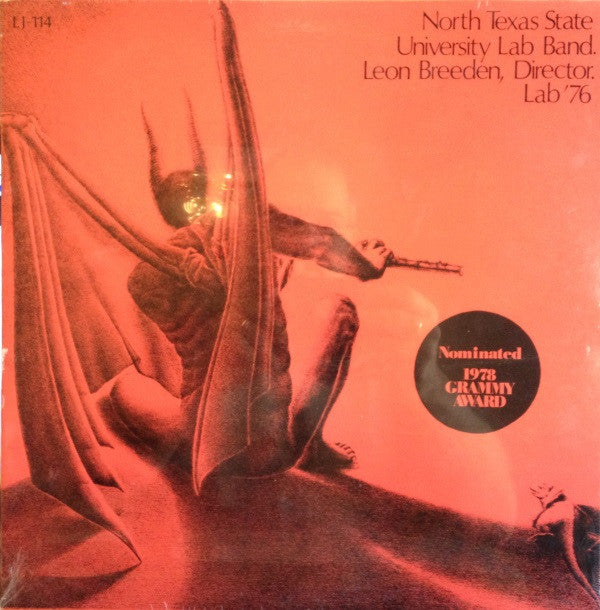 LJ-114
North Texas State
University Lab Band.
Leon Breeden, Director.
Lab '76
Nominated
1978
GRAMMY
AWARD